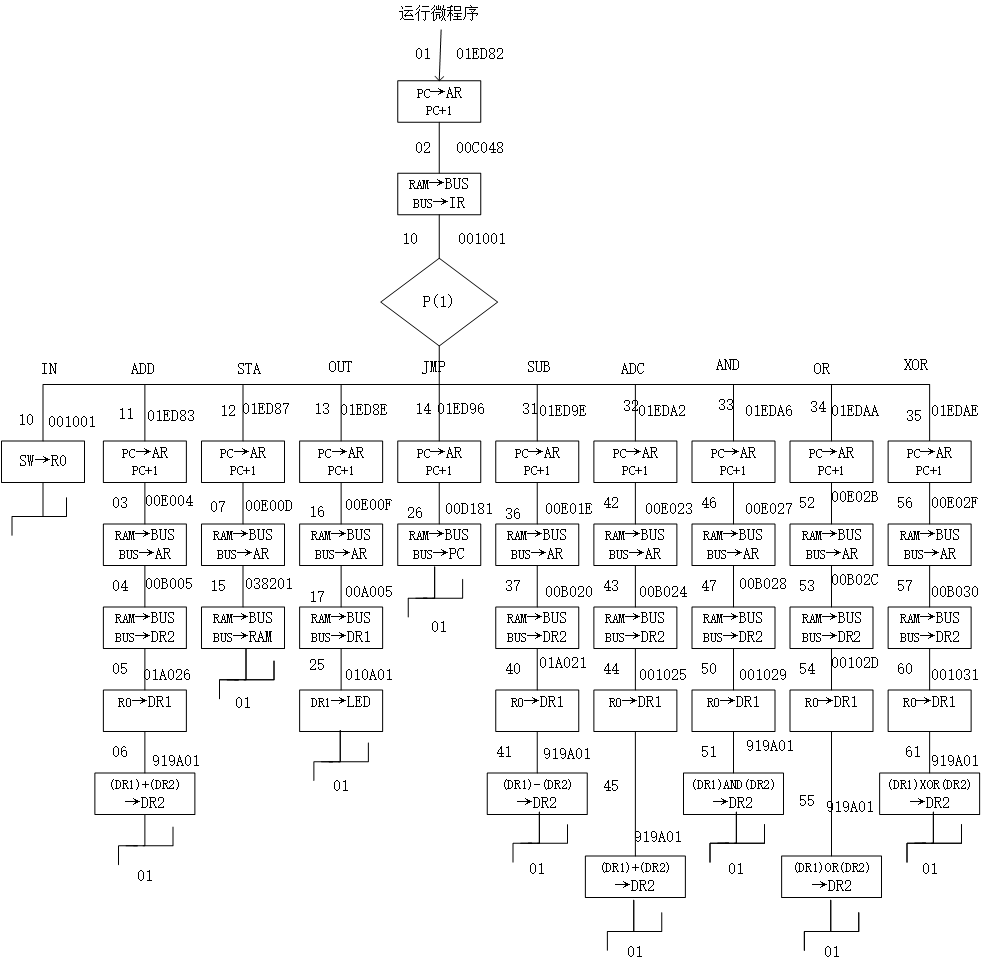 运行微程序
01 01ED82
PC→AR
PC+1
02 00C048
RAM→BUS
BUS→IR
10 001001
P(1)
IN ADD STA OUT JMP SUB ADC AND OR XOR
10 001001 11 01ED83 12 01ED87 13 01ED8E 14 01ED96 31 01ED9E 32 01EDA2 33 01EDA6 34 01EDAA 35 01EDAE
SW→R0 PC→AR PC→AR PC→AR PC→AR PC→AR PC→AR PC→AR PC→AR PC→AR
PC+1 PC+1 PC+1 PC+1 PC+1 PC+1 PC+1 PC+1 PC+1
03 00E004 07 00E00D 16 00E00F 26 00D181 36 00E01E 42 00E023 46 00E027 52 00E02B 56 00E02F
RAM→BUS RAM→BUS RAM→BUS RAM→BUS RAM→BUS RAM→BUS RAM→BUS RAM→BUS RAM→BUS
BUS→AR BUS→AR BUS→AR BUS→PC BUS→AR BUS→AR BUS→AR BUS→AR BUS→AR
04 00B005 15 038201 17 00A005 37 00B020 43 00B024 47 00B028 53 00B02C 57 00B030
RAM→BUS RAM→BUS RAM→BUS 01 RAM→BUS RAM→BUS RAM→BUS RAM→BUS RAM→BUS
BUS→DR2 BUS→RAM BUS→DR1 BUS→DR2 BUS→DR2 BUS→DR2 BUS→DR2 BUS→DR2
05 01A026 25 010A01 40 01A021 44 001025 50 001029 54 00102D 60 001031
R0→DR1 01 DR1→LED R0→DR1 R0→DR1 R0→DR1 R0→DR1 R0→DR1
06 919A01 41 919A01 51 919A01 61 919A01
(DR1)+(DR2) 01 (DR1)-(DR2) 45 (DR1)AND(DR2) (DR1)XOR(DR2)
→DR2 →DR2 →DR2 55 919A01 →DR2
919A01
01 01 (DR1)+(DR2) 01 (DR1)OR(DR2) 01
→DR2 →DR2
01 01